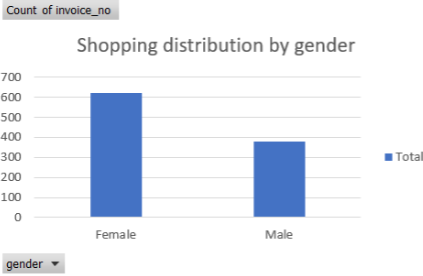 Count of invoice_no
Shopping distribution by gender
700
600
500
400
300
200
100
0
Total
Female Male
gender